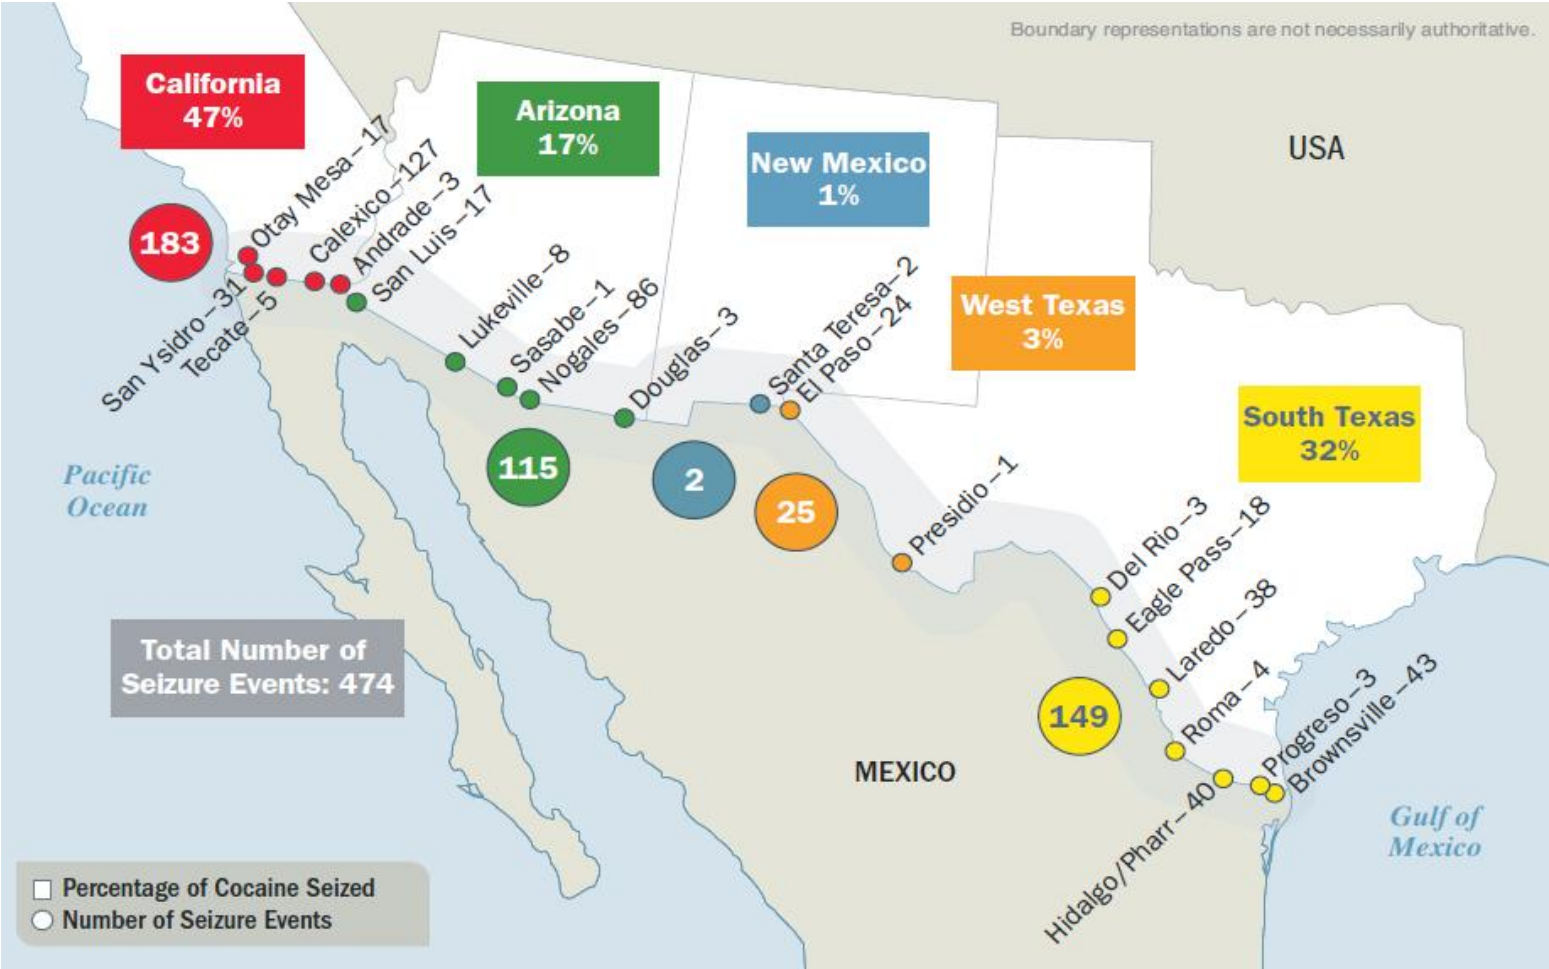 Boundary representations are not necessarily authoritative.
California
47%
Arizona
17%
New Mexico
1%
USA
West Texas
3%
South Texas
32%
183
Otay Mesa – 17
Calexico –127
Andrade – 3
San Luis –17
San Ysidro – 31
Tecate – 5
Lukeville – 8
Sasabe – 1
Nogales – 86
Douglas – 3
Santa Teresa– 2
El Paso – 24
115
2
25
Presidio –1
Pacific
Ocean
Del Rio – 3
Eagle Pass –18
Laredo – 38
Roma – 4
Progreso – 3
Brownsville – 43
Hidalgo/Pharr – 40
149
Total Number of
Seizure Events: 474
MEXICO
Gulf of
Mexico
Percentage of Cocaine Seized
Number of Seizure Events